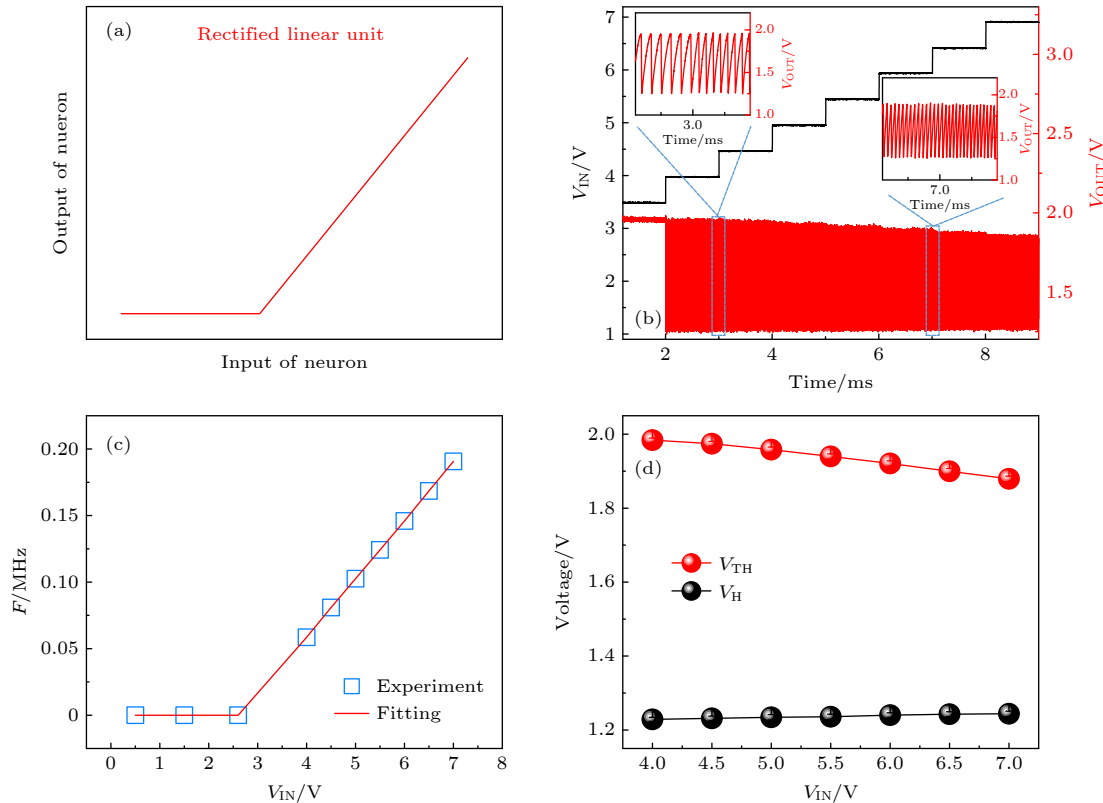 (a)
Rectified linear unit
Output of nueron
Input of neuron
7
6
5
4
3
2
1
V_IN/V
2
4
6
8
Time/ms
3.0
2.5
2.0
1.5
V_OUT/V
(b)
2.0
1.5
1.0
V_OUT/V
3.0
Time/ms
2.0
1.5
1.0
V_OUT/V
7.0
Time/ms
(c)
0.20
0.15
0.10
0.05
0
F/MHz
Experiment
Fitting
0 1 2 3 4 5 6 7 8
V_IN/V
2.0
1.8
1.6
1.4
1.2
Voltage/V
(d)
V_TH
V_H
4.0 4.5 5.0 5.5 6.0 6.5 7.0
V_IN/V